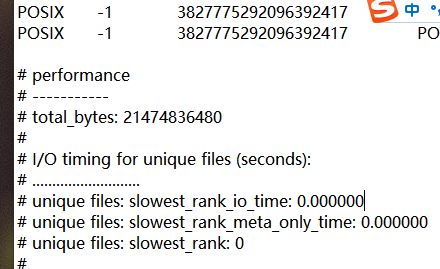 POSIX -1 3827775292096392417
POSIX -1 3827775292096392417 PO
# performance
# -----------
# total_bytes: 21474836480
#
# I/O timing for unique files (seconds):
# ...........................
# unique files: slowest_rank_io_time: 0.000000
# unique files: slowest_rank_meta_only_time: 0.000000
# unique files: slowest_rank: 0
#
S 中